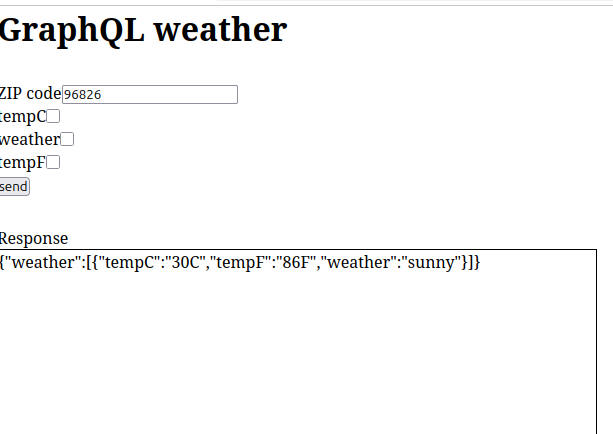 GraphQL weather
ZIP code 96826
tempC
weather
tempF
send
Response
{"weather":[{"tempC":"30C","tempF":"86F","weather":"sunny"}]}